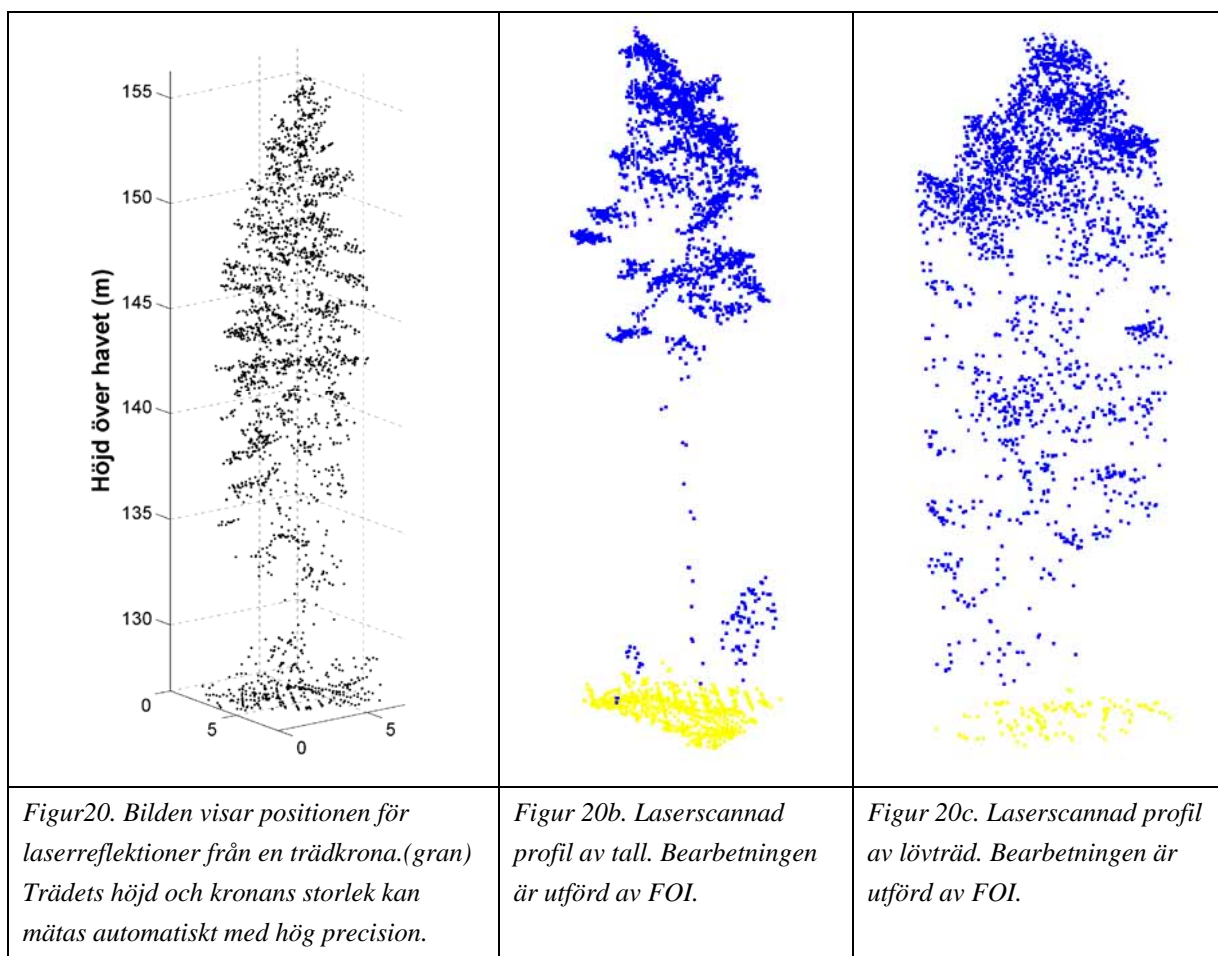 155
150
145
140
135
130
0
5
0
5
Höjd över havet (m)
Figur20. Bilden visar positionen för
laserreflektioner från en trädkrona.(gran)
Trädets höjd och kronans storlek kan
mätas automatiskt med hög precision.
Figur 20b. Laserscannad
profil av tall. Bearbetningen
är utförd av FOI.
Figur 20c. Laserscannad profil
av lövträd. Bearbetningen är
utförd av FOI.